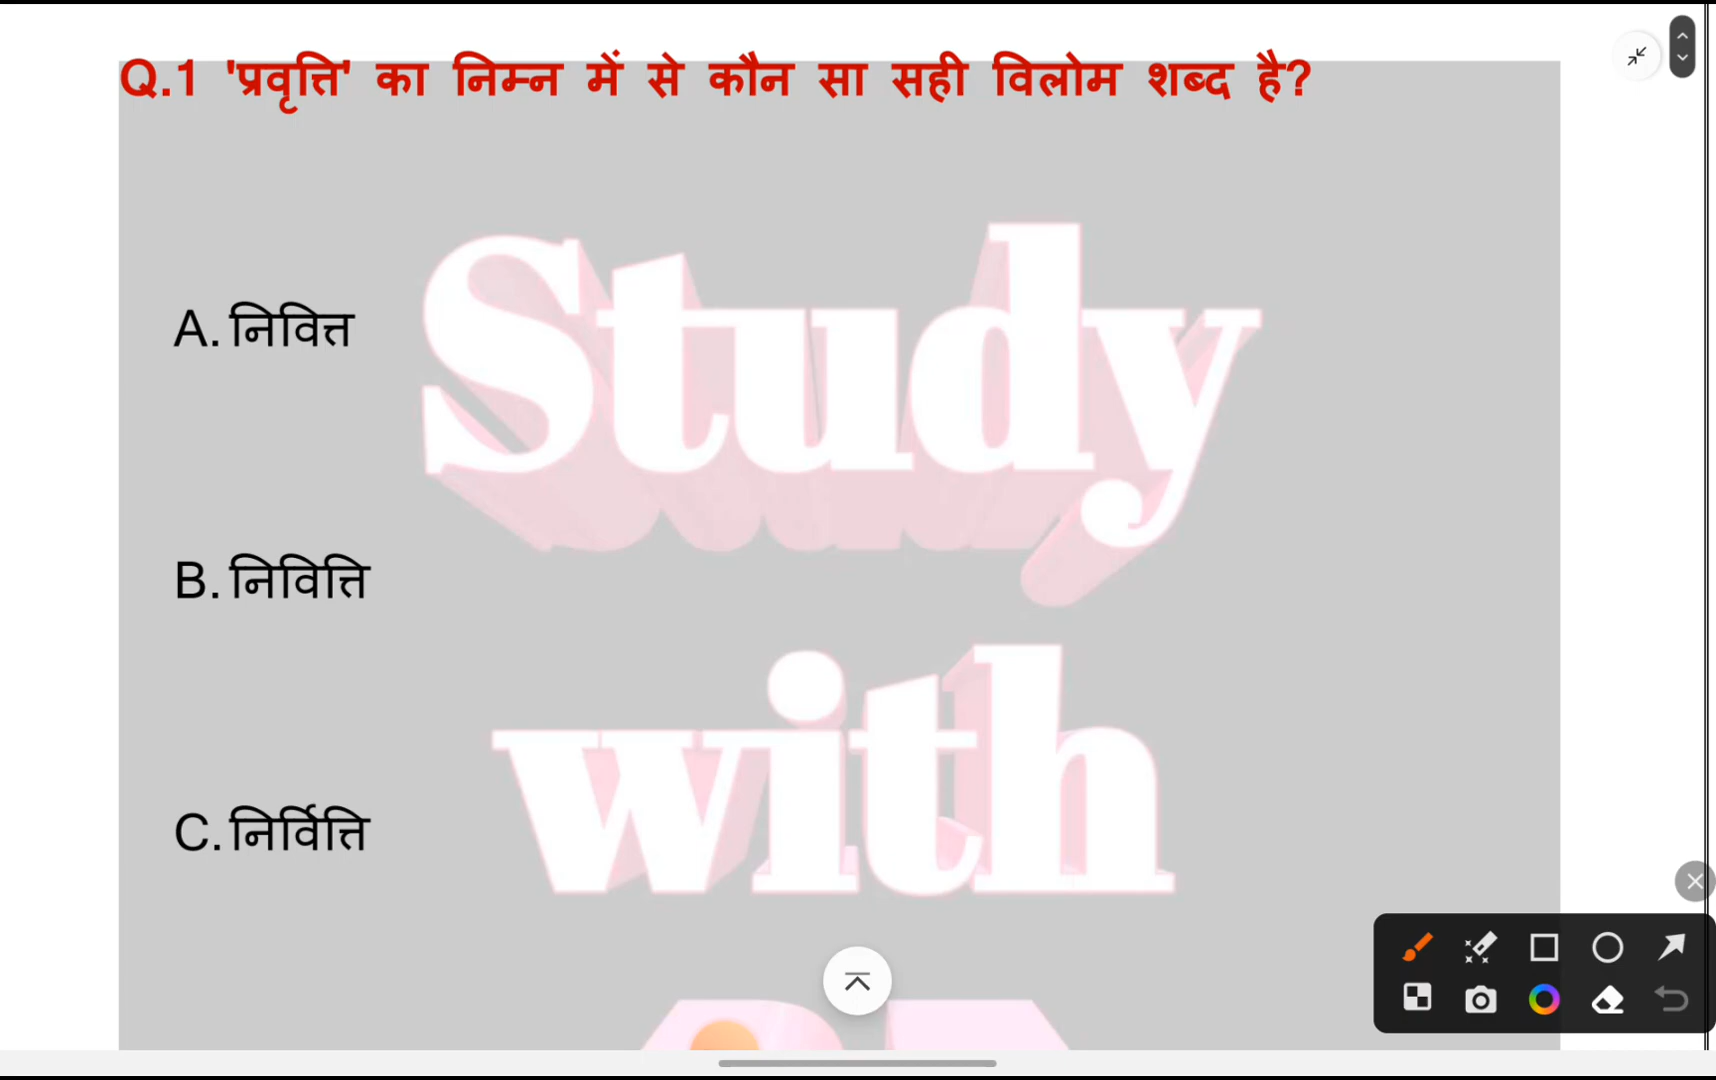 Q.1 'प्रवृत्ति' का निम्न में से कौन सा सही विलोम शब्द है?
A. निवित्त
Study
B. निवित्ति
with
C. निर्वित्ति